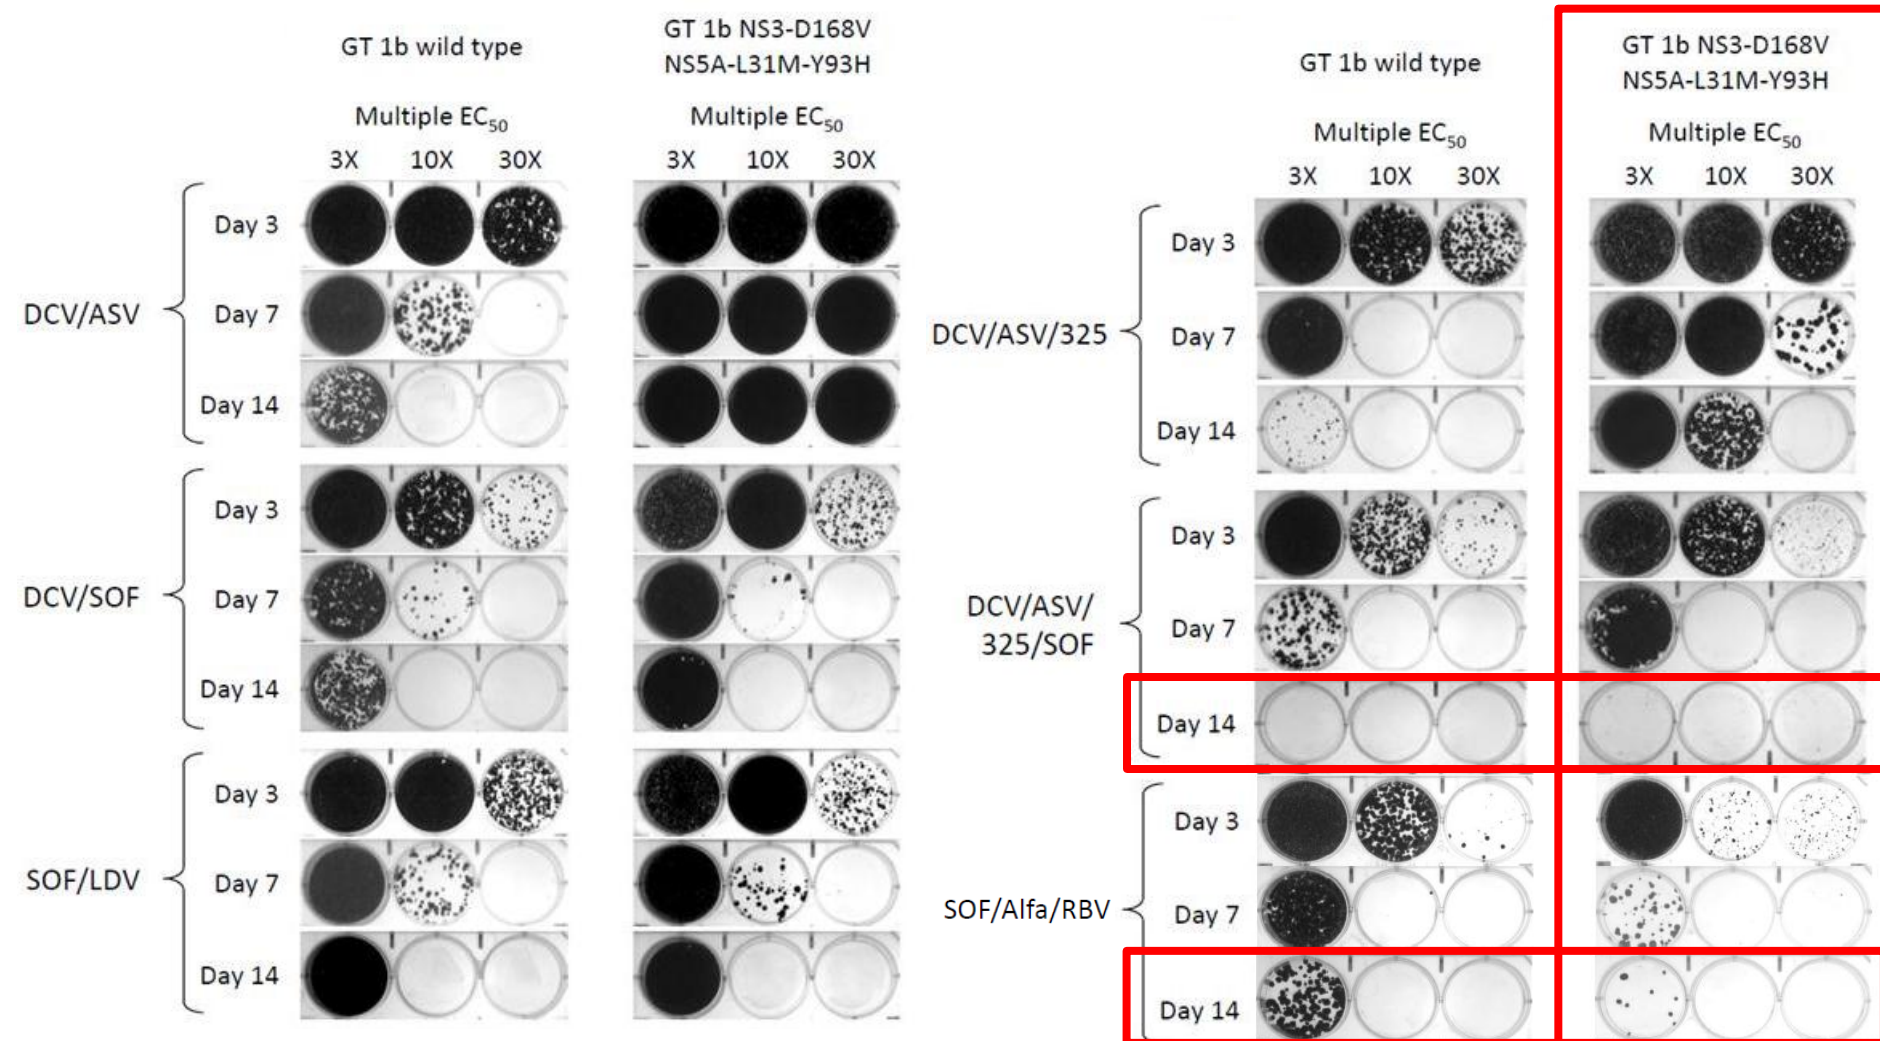 GT 1b wild type
GT 1b NS3-D168V
NS5A-L31M-Y93H
Multiple EC₅₀
Multiple EC₅₀
3X 10X 30X
3X 10X 30X
DCV/ASV
Day 3
Day 7
Day 14
DCV/SOF
Day 3
Day 7
Day 14
SOF/LDV
Day 3
Day 7
Day 14
GT 1b wild type
GT 1b NS3-D168V
NS5A-L31M-Y93H
Multiple EC₅₀
Multiple EC₅₀
3X 10X 30X
3X 10X 30X
DCV/ASV/325
Day 3
Day 7
Day 14
DCV/ASV/
325/SOF
Day 3
Day 7
Day 14
SOF/Alfa/RBV
Day 3
Day 7
Day 14